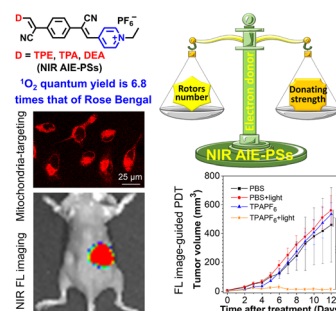 D
CN
NC
PF6⁻
N
+
D = TPE, TPA, DEA
(NIR AIE-PSs)
¹O₂ quantum yield is 6.8
times that of Rose Bengal
Rotors
number
Electron donor
Donating
strength
NIR AIE-PSs
Mitochondria-targeting
25 μm
NIR FL imaging
FL image-guided PDT
Tumor volume (mm³)
800
600
400
200
0
PBS
PBS+light
TPAPF₆
TPAPF₆+light
0 2 4 6 8 10 12
Time after treatment (Days